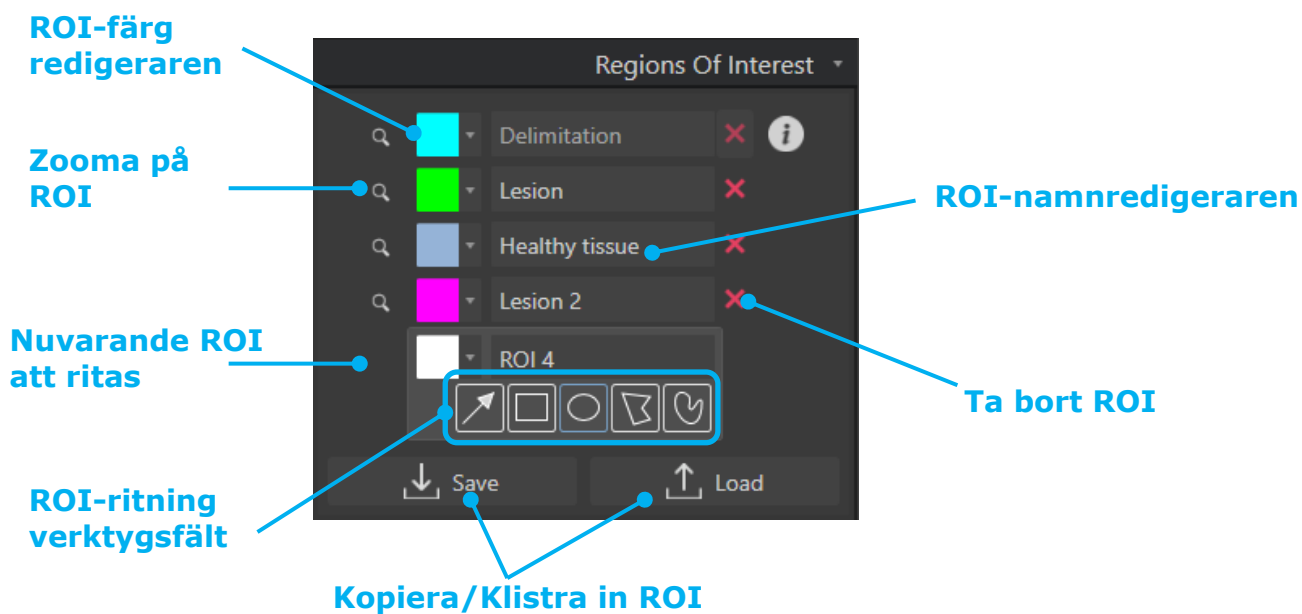 ROI-färg
redigeraren
Regions Of Interest
Delimitation
i
Zooma på
ROI
Lesion
ROI-namnredigeraren
Healthy tissue
Lesion 2
Nuvarande ROI
att ritas
ROI 4
Ta bort ROI
Save
Load
ROI-ritning
verktygsfält
Kopiera/Klistra in ROI